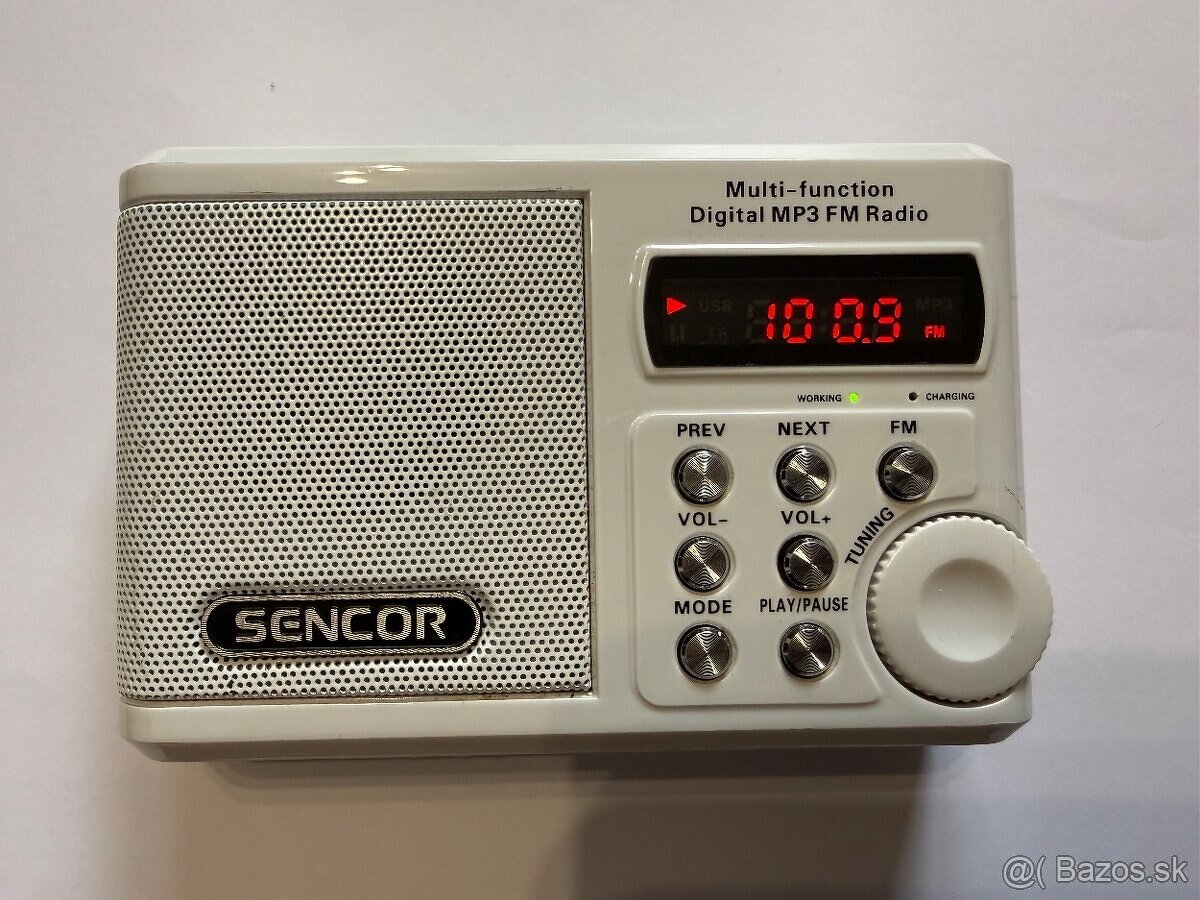 Multi-function
Digital MP3 FM Radio
USB
MP3
100.9
FM
WORKING
CHARGING
PREV
NEXT
FM
VOL-
VOL+
TUNING
MODE
PLAY/PAUSE
SENCOR
@( Bazos.sk